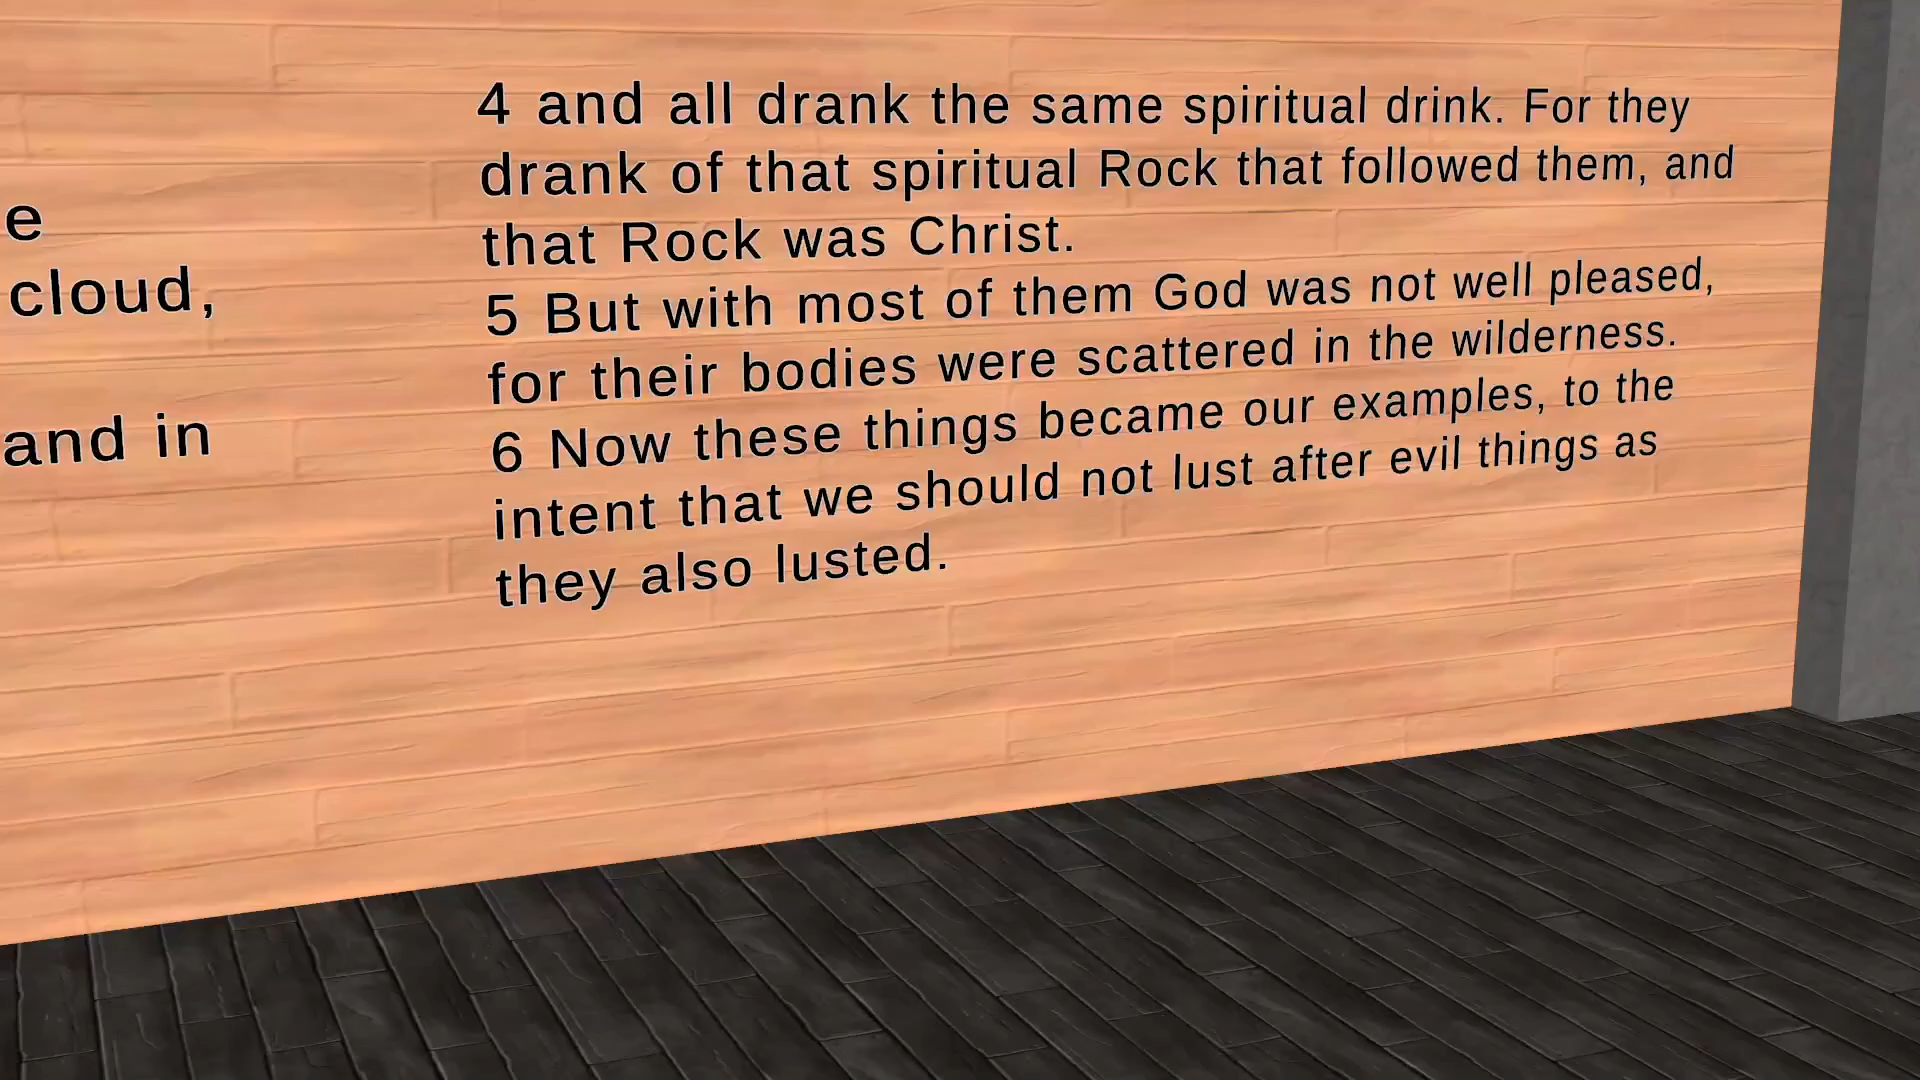 e
cloud,
and in
4 and all drank the same spiritual drink. For they
drank of that spiritual Rock that followed them, and
that Rock was Christ.
5 But with most of them God was not well pleased,
for their bodies were scattered in the wilderness.
6 Now these things became our examples, to the
intent that we should not lust after evil things as
they also lusted.